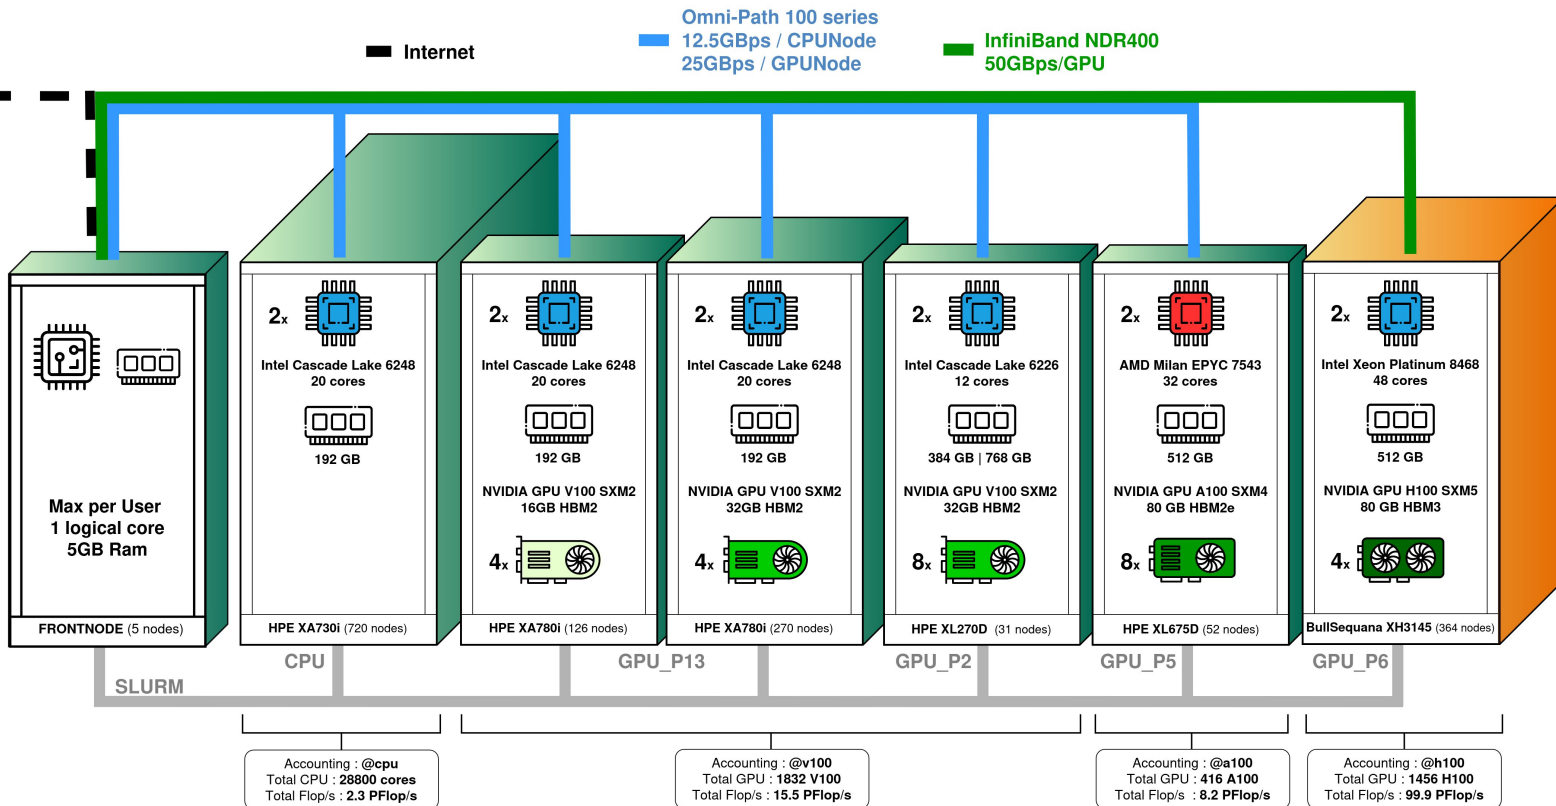 Internet
Omni-Path 100 series
12.5GBps / CPUNode
25GBps / GPUNode
InfiniBand NDR400
50GBps/GPU
Max per User
1 logical core
5GB Ram
FRONTNODE (5 nodes)
2x
Intel Cascade Lake 6248
20 cores
192 GB
HPE XA730i (720 nodes)
2x
Intel Cascade Lake 6248
20 cores
192 GB
NVIDIA GPU V100 SXM2
16GB HBM2
4x
HPE XA780i (126 nodes)
2x
Intel Cascade Lake 6248
20 cores
192 GB
NVIDIA GPU V100 SXM2
32GB HBM2
4x
HPE XA780i (270 nodes)
2x
Intel Cascade Lake 6226
12 cores
384 GB | 768 GB
NVIDIA GPU V100 SXM2
32GB HBM2
8x
HPE XL270D (31 nodes)
2x
AMD Milan EPYC 7543
32 cores
512 GB
NVIDIA GPU A100 SXM4
80 GB HBM2e
8x
HPE XL675D (52 nodes)
2x
Intel Xeon Platinum 8468
48 cores
512 GB
NVIDIA GPU H100 SXM5
80 GB HBM3
4x
BullSequana XH3145 (364 nodes)
SLURM
CPU
GPU_P13
GPU_P2
GPU_P5
GPU_P6
Accounting : @cpu
Total CPU : 28800 cores
Total Flop/s : 2.3 PFlop/s
Accounting : @v100
Total GPU : 1832 V100
Total Flop/s : 15.5 PFlop/s
Accounting : @a100
Total GPU : 416 A100
Total Flop/s : 8.2 PFlop/s
Accounting : @h100
Total GPU : 1456 H100
Total Flop/s : 99.9 PFlop/s